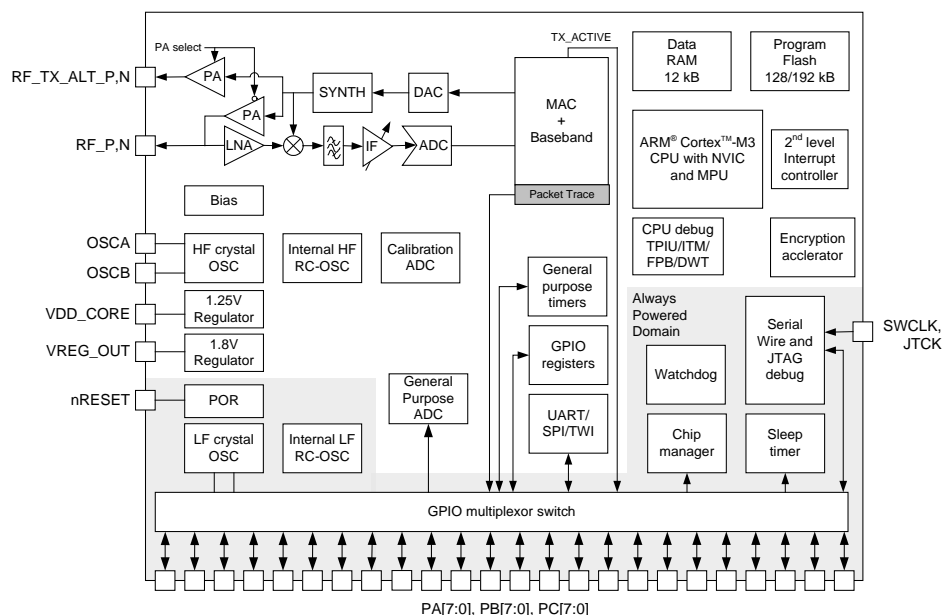 TX_ACTIVE
PA select
RF_TX_ALT_P,N
PA
PA
SYNTH
DAC
MAC
+
Baseband
RF_P,N
LNA
IF
ADC
Packet Trace
Data
RAM
12 kB
Program
Flash
128/192 kB
ARM® Cortex™-M3
CPU with NVIC
and MPU
2nd level
Interrupt
controller
Bias
OSCA
OSCB
HF crystal
OSC
Internal HF
RC-OSC
Calibration
ADC
CPU debug
TPIU/ITM/
FPB/DWT
Encryption
acclerator
General
purpose
timers
VDD_CORE
1.25V
Regulator
VREG_OUT
1.8V
Regulator
GPIO
registers
Always
Powered
Domain
Serial
Wire and
JTAG
debug
SWCLK,
JTCK
Watchdog
nRESET
POR
General
Purpose
ADC
UART/
SPI/TWI
Chip
manager
Sleep
timer
LF crystal
OSC
Internal LF
RC-OSC
GPIO multiplexor switch
PA[7:0], PB[7:0], PC[7:0]